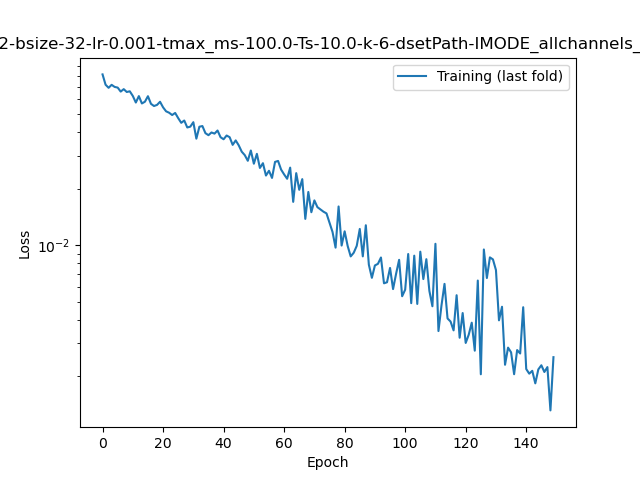 2-bsize-32-lr-0.001-tmax_ms-100.0-Ts-10.0-k-6-dsetPath-IMODE_allchannels_
Training (last fold)
Loss
10⁻²
0 20 40 60 80 100 120 140
Epoch